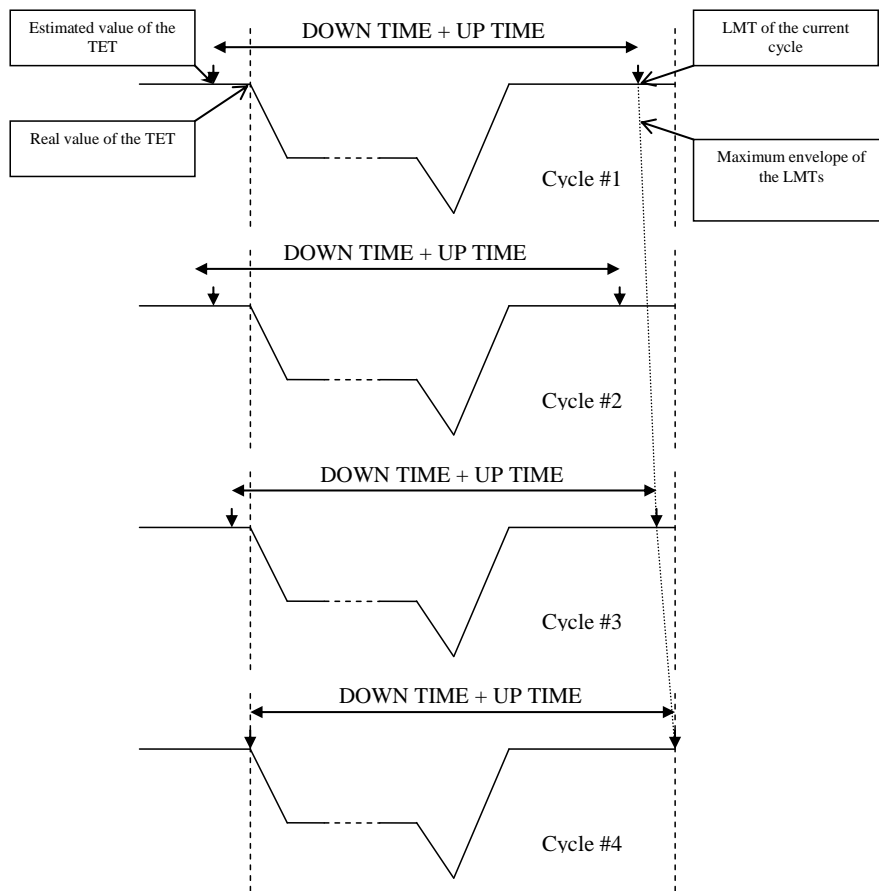 Estimated value of the
TET
DOWN TIME + UP TIME
LMT of the current
cycle
Real value of the TET
Maximum envelope of
the LMTs
Cycle #1
DOWN TIME + UP TIME
Cycle #2
DOWN TIME + UP TIME
Cycle #3
DOWN TIME + UP TIME
Cycle #4